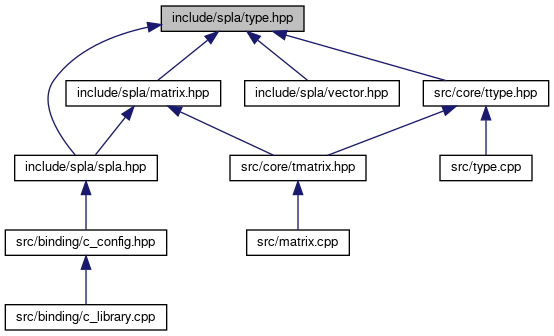 include/spla/type.hpp
include/spla/matrix.hpp
include/spla/vector.hpp
src/core/ttype.hpp
include/spla/spla.hpp
src/core/tmatrix.hpp
src/type.cpp
src/binding/c_config.hpp
src/matrix.cpp
src/binding/c_library.cpp